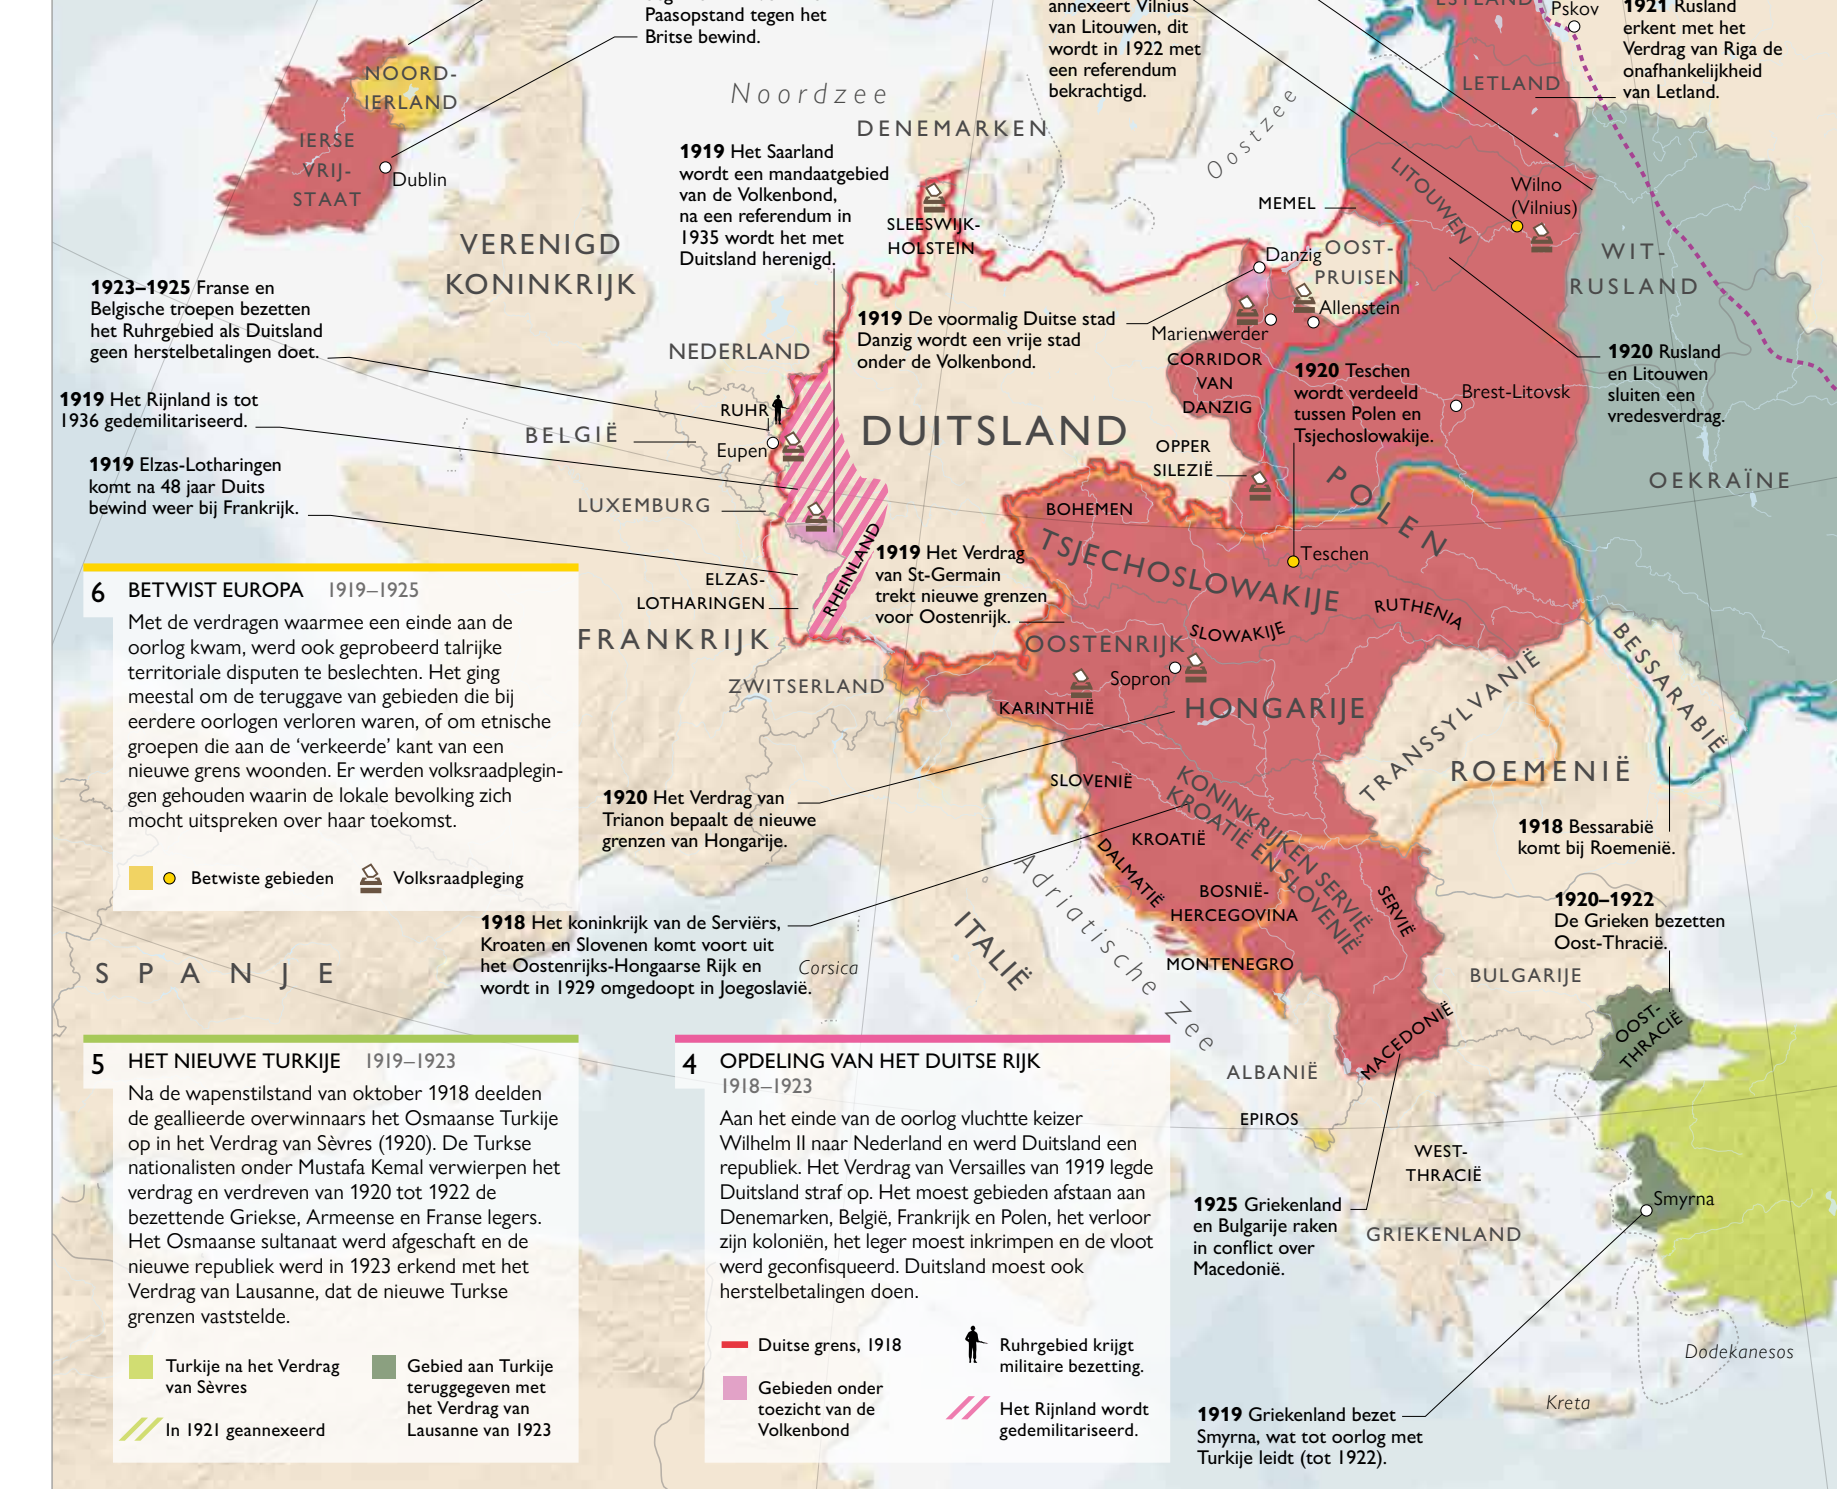 Paasopstand tegen het
Britse bewind.
annexeert Vilnius
van Litouwen, dit
wordt in 1922 met
een referendum
bekrachtigd.
Pskov
1921 Rusland
erkent met het
Verdrag van Riga de
onafhankelijkheid
van Letland.
ESTLAND
LETLAND
NOORD-
IERLAND
IERSE
VRIJ-
STAAT
Dublin
Noordzee
DENEMARKEN
Oostzee
1919 Het Saarland
wordt een mandaatgebied
van de Volkenbond,
na een referendum in
1935 wordt het met
Duitsland herenigd.
SLEESWIJK-
HOLSTEIN
MEMEL
LITOUWEN
Wilno
(Vilnius)
VERENIGD
KONINKRIJK
Danzig
OOST-
PRUISEN
WIT-
RUSLAND
Allenstein
Marienwerder
1923–1925 Franse en
Belgische troepen bezetten
het Ruhrgebied als Duitsland
geen herstelbetalingen doet.
1919 De voormalig Duitse stad
Danzig wordt een vrije stad
onder de Volkenbond.
NEDERLAND
CORRIDOR
VAN
DANZIG
1920 Teschen
wordt verdeeld
tussen Polen en
Tsjechoslowakije.
1920 Rusland
en Litouwen
sluiten een
vredesverdrag.
Brest-Litovsk
1919 Het Rijnland is tot
1936 gedemilitariseerd.
RUHR
BELGIË
Eupen
DUITSLAND
OPPER
SILEZIË
POLEN
OEKRAÏNE
1919 Elzas-Lotharingen
komt na 48 jaar Duits
bewind weer bij Frankrijk.
LUXEMBURG
BOHEMEN
TSJECHOSLOWAKIJE
Teschen
RHEINLAND
1919 Het Verdrag
van St-Germain
trekt nieuwe grenzen
voor Oostenrijk.
ELZAS-
LOTHARINGEN
FRANKRIJK
OOSTENRIJK
SLOWAKIJE
RUTHENIA
BESSARABIË
ZWITSERLAND
Sopron
KARINTHIË
HONGARIJE
TRANSSYLVANIË
ROEMENIË
6 BETWIST EUROPA 1919–1925
Met de verdragen waarmee een einde aan de
oorlog kwam, werd ook geprobeerd talrijke
territoriale disputen te beslechten. Het ging
meestal om de teruggave van gebieden die bij
eerdere oorlogen verloren waren, of om etnische
groepen die aan de ‘verkeerde’ kant van een
nieuwe grens woonden. Er werden volksraadplegin-
gen gehouden waarin de lokale bevolking zich
mocht uitspreken over haar toekomst.
Betwiste gebieden
Volksraadpleging
1920 Het Verdrag van
Trianon bepaalt de nieuwe
grenzen van Hongarije.
SLOVENIË
KONINKRIJKEN SERVIË,
KROATIË EN SLOVENIË
KROATIË
DALMATIË
BOSNIË-
HERCEGOVINA
SERVIË
MONTENEGRO
1918 Bessarabië
komt bij Roemenië.
1920–1922
De Grieken bezetten
Oost-Thracië.
1918 Het koninkrijk van de Serviërs,
Kroaten en Slovenen komt voort uit
het Oostenrijks-Hongaarse Rijk en
wordt in 1929 omgedoopt in Joegoslavië.
Corsica
ITALIË
Adriatische Zee
SPANJE
BULGARIJE
OOST-
THRACIË
MACEDONIË
ALBANIË
EPIROS
WEST-
THRACIË
5 HET NIEUWE TURKIJE 1919–1923
Na de wapenstilstand van oktober 1918 deelden
de geallieerde overwinnaars het Osmaanse Turkije
op in het Verdrag van Sèvres (1920). De Turkse
nationalisten onder Mustafa Kemal verwierpen het
verdrag en verdreven van 1920 tot 1922 de
bezettende Griekse, Armeense en Franse legers.
Het Osmaanse sultanaat werd afgeschaft en de
nieuwe republiek werd in 1923 erkend met het
Verdrag van Lausanne, dat de nieuwe Turkse
grenzen vaststelde.
Turkije na het Verdrag
van Sèvres
In 1921 geannexeerd
Gebied aan Turkije
teruggegeven met
het Verdrag van
Lausanne van 1923
4 OPDELING VAN HET DUITSE RIJK
1918–1923
Aan het einde van de oorlog vluchtte keizer
Wilhelm II naar Nederland en werd Duitsland een
republiek. Het Verdrag van Versailles van 1919 legde
Duitsland straf op. Het moest gebieden afstaan aan
Denemarken, België, Frankrijk en Polen, het verloor
zijn koloniën, het leger moest inkrimpen en de vloot
werd geconfisqueerd. Duitsland moest ook
herstelbetalingen doen.
Duitse grens, 1918
Gebieden onder
toezicht van de
Volkenbond
Ruhrgebied krijgt
militaire bezetting.
Het Rijnland wordt
gedemilitariseerd.
1925 Griekenland
en Bulgarije raken
in conflict over
Macedonië.
GRIEKENLAND
Smyrna
Dodekanesos
Kreta
1919 Griekenland bezet
Smyrna, wat tot oorlog met
Turkije leidt (tot 1922).